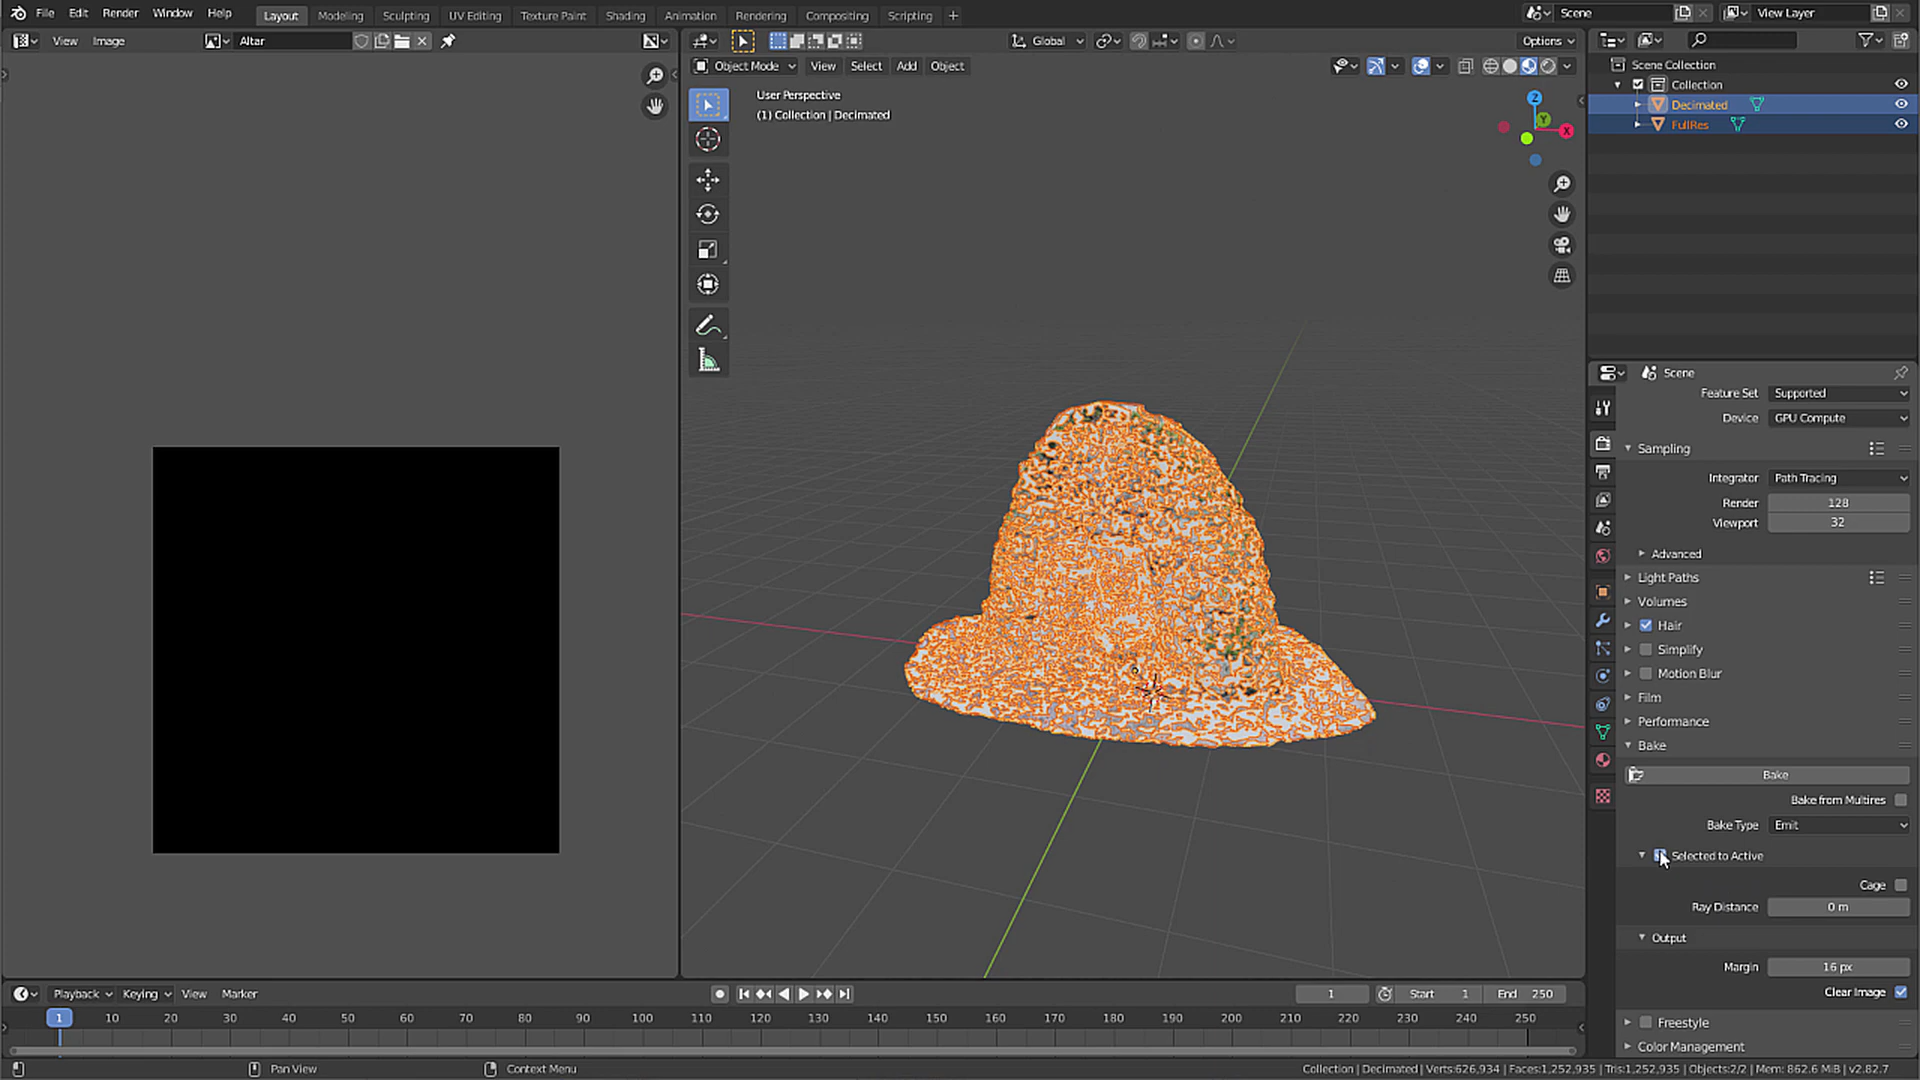 File Edit Render Window Help Layout Modeling Sculpting UV Editing Texture Paint Shading Animation Rendering Compositing Scripting + Scene View Layer
View Image Altar Global Options
Object Mode View Select Add Object
User Perspective
(1) Collection | Decimated
Z
Y
X
Scene Collection
Collection
Decimated
FullRes
Scene
Feature Set Supported
Device GPU Compute
Sampling
Integrator Path Tracing
Render 128
Viewport 32
Advanced
Light Paths
Volumes
Hair
Simplify
Motion Blur
Film
Performance
Bake
Bake
Bake from Multires
Bake Type Emit
Selected to Active
Cage
Ray Distance 0 m
Output
Margin 16 px
Clear Image
Freestyle
Color Management
Playback Keying View Marker 1 Start 1 End 250
1 10 20 30 40 50 60 70 80 90 100 110 120 130 140 150 160 170 180 190 200 210 220 230 240 250
Pan View Context Menu Collection | Decimated | Verts:626,934 | Faces:1,252,935 | Tris:1,252,935 | Objects:2/2 | Mem: 862.6 MiB | v2.82.7